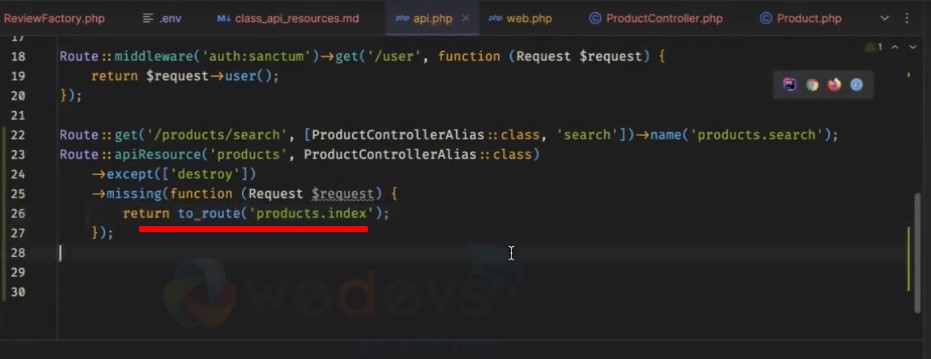 ReviewFactory.php .env class_api_resources.md php api.php php web.php ProductController.php Product.php
17
18 Route::middleware('auth:sanctum')->get('/user', function (Request $request) { 1
19 return $request->user();
20 });
21
22 Route::get('/products/search', [ProductControllerAlias::class, 'search'])->name('products.search');
23 Route::apiResource('products', ProductControllerAlias::class)
24 ->except(['destroy'])
25 ->missing(function (Request $request) {
26 return to_route('products.index');
27 });
28
29
30
wedevs
academy